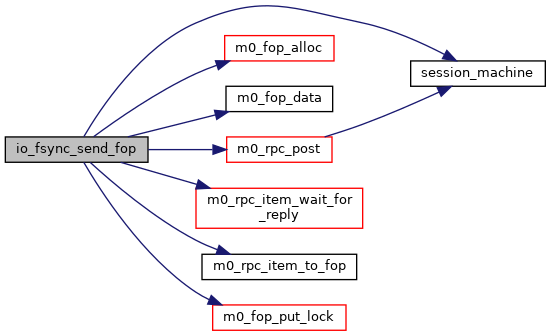 io_fsync_send_fop
m0_fop_alloc
m0_fop_data
m0_rpc_post
m0_rpc_item_wait_for
_reply
m0_rpc_item_to_fop
m0_fop_put_lock
session_machine